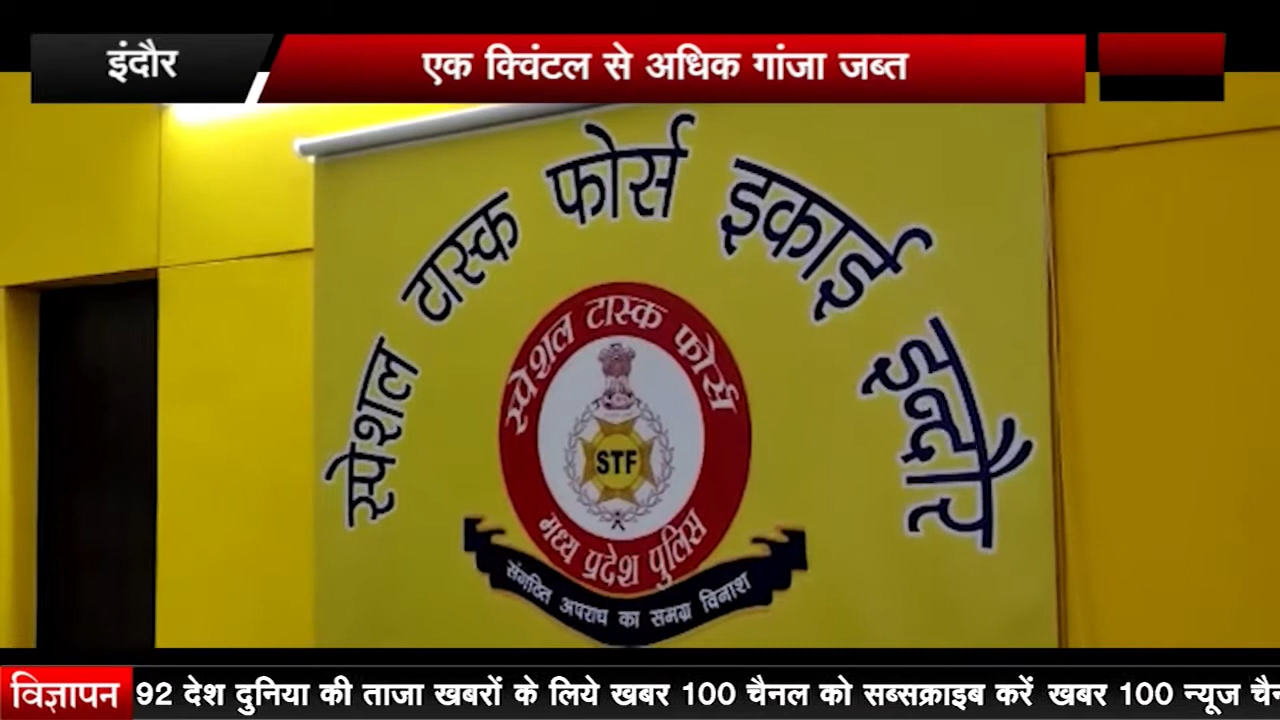 इंदौर
एक क्विंटल से अधिक गांजा जब्त
स्पेशल टास्क फोर्स इकाई इन्दौर
स्पेशल टास्क फोर्स
STF
मध्य प्रदेश पुलिस
संगठित अपराध का समग्र विनाश
विज्ञापन
92 देश दुनिया की ताजा खबरों के लिये खबर 100 चैनल को सब्सक्राइब करें खबर 100 न्यूज